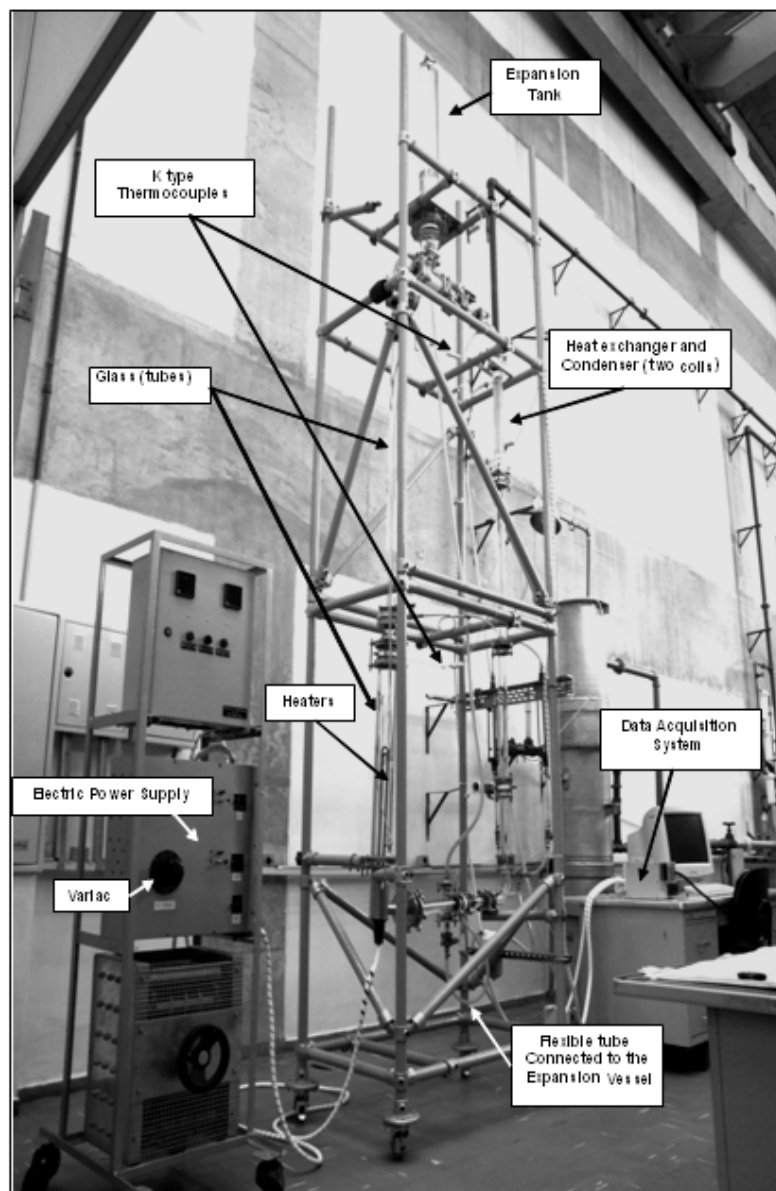 Expansion
Tank
K type
Thermocouples
Heat exchanger and
Condenser (two coils)
Glass (tubes)
Heaters
Data Acquisition
System
Electric Power Supply
Variac
Flexible tube
Connected to the
Expansion Vessel